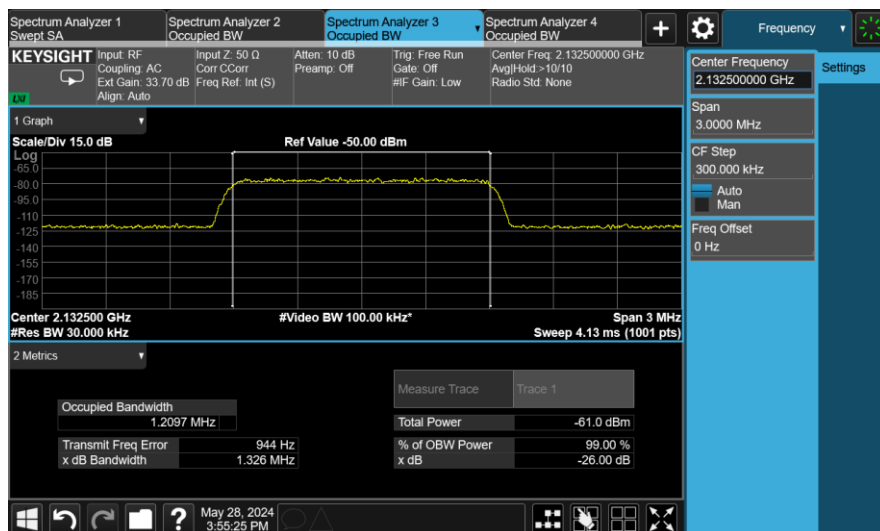 Spectrum Analyzer 1
Swept SA
Spectrum Analyzer 2
Occupied BW
Spectrum Analyzer 3
Occupied BW
Spectrum Analyzer 4
Occupied BW
+
Frequency
KEYSIGHT
LXI
Input: RF
Coupling: AC
Ext Gain: 33.70 dB
Align: Auto
Input Z: 50 Ω
Corr CCorr
Freq Ref: Int (S)
Atten: 10 dB
Preamp: Off
Trig: Free Run
Gate: Off
#IF Gain: Low
Center Freq: 2.132500000 GHz
Avg|Hold:>10/10
Radio Std: None
Center Frequency
2.132500000 GHz
Settings
Span
3.0000 MHz
CF Step
300.000 kHz
Auto
Man
Freq Offset
0 Hz
1 Graph
Scale/Div 15.0 dB
Ref Value -50.00 dBm
Log
-65.0
-80.0
-95.0
-110
-125
-140
-155
-170
-185
Center 2.132500 GHz
#Video BW 100.00 kHz*
Span 3 MHz
#Res BW 30.000 kHz
Sweep 4.13 ms (1001 pts)
2 Metrics
Measure Trace
Trace 1
Occupied Bandwidth
1.2097 MHz
Total Power
-61.0 dBm
Transmit Freq Error
944 Hz
% of OBW Power
99.00 %
x dB Bandwidth
1.326 MHz
x dB
-26.00 dB
?
May 28, 2024
3:55:25 PM